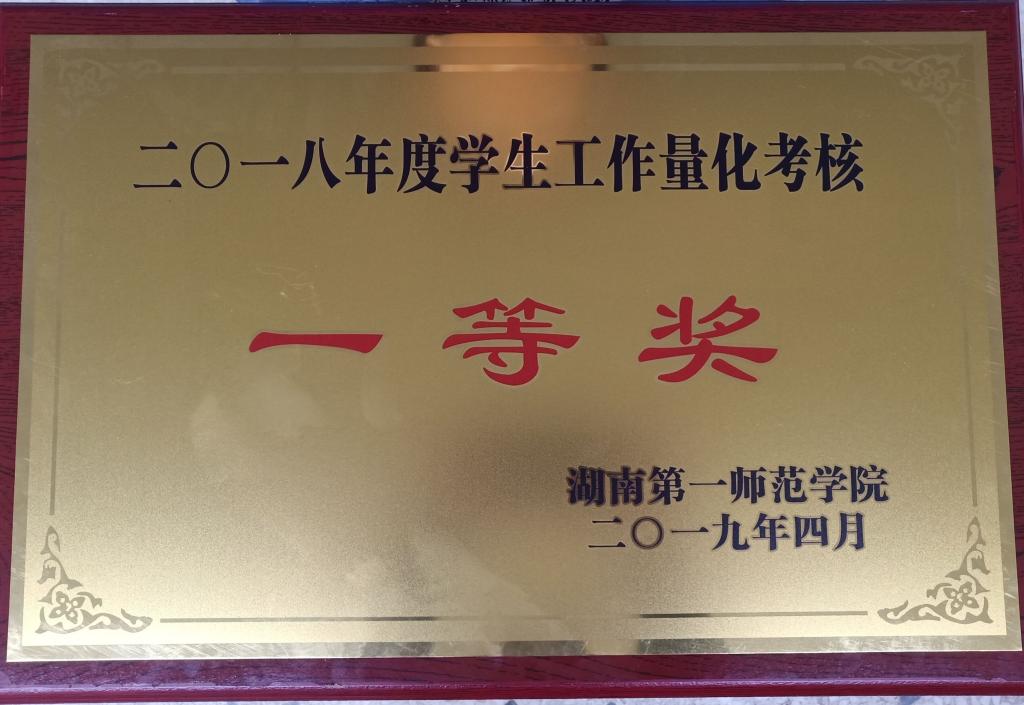 二〇一八年度学生工作量化考核
一等奖
湖南第一师范学院
二〇一九年四月